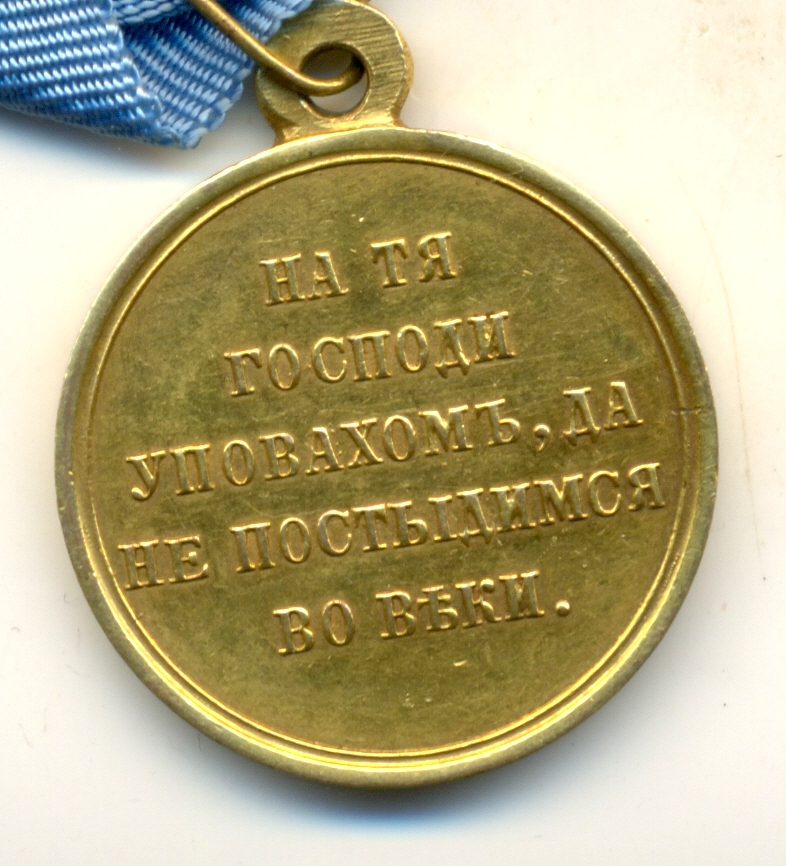 НА ТЯ
ГОСПОДИ
УПОВАХОМЪ, ДА
НЕ ПОСТЫДИМСЯ
ВО ВѢКИ.